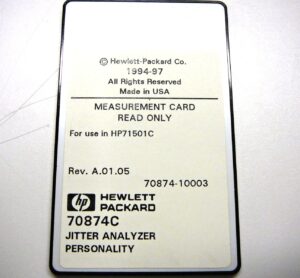 © Hewlett-Packard Co.
1994-97
All Rights Reserved
Made in USA
MEASUREMENT CARD
READ ONLY
For use in HP71501C
Rev. A.01.05
70874-10003
hp HEWLETT
PACKARD
70874C
JITTER ANALYZER
PERSONALITY